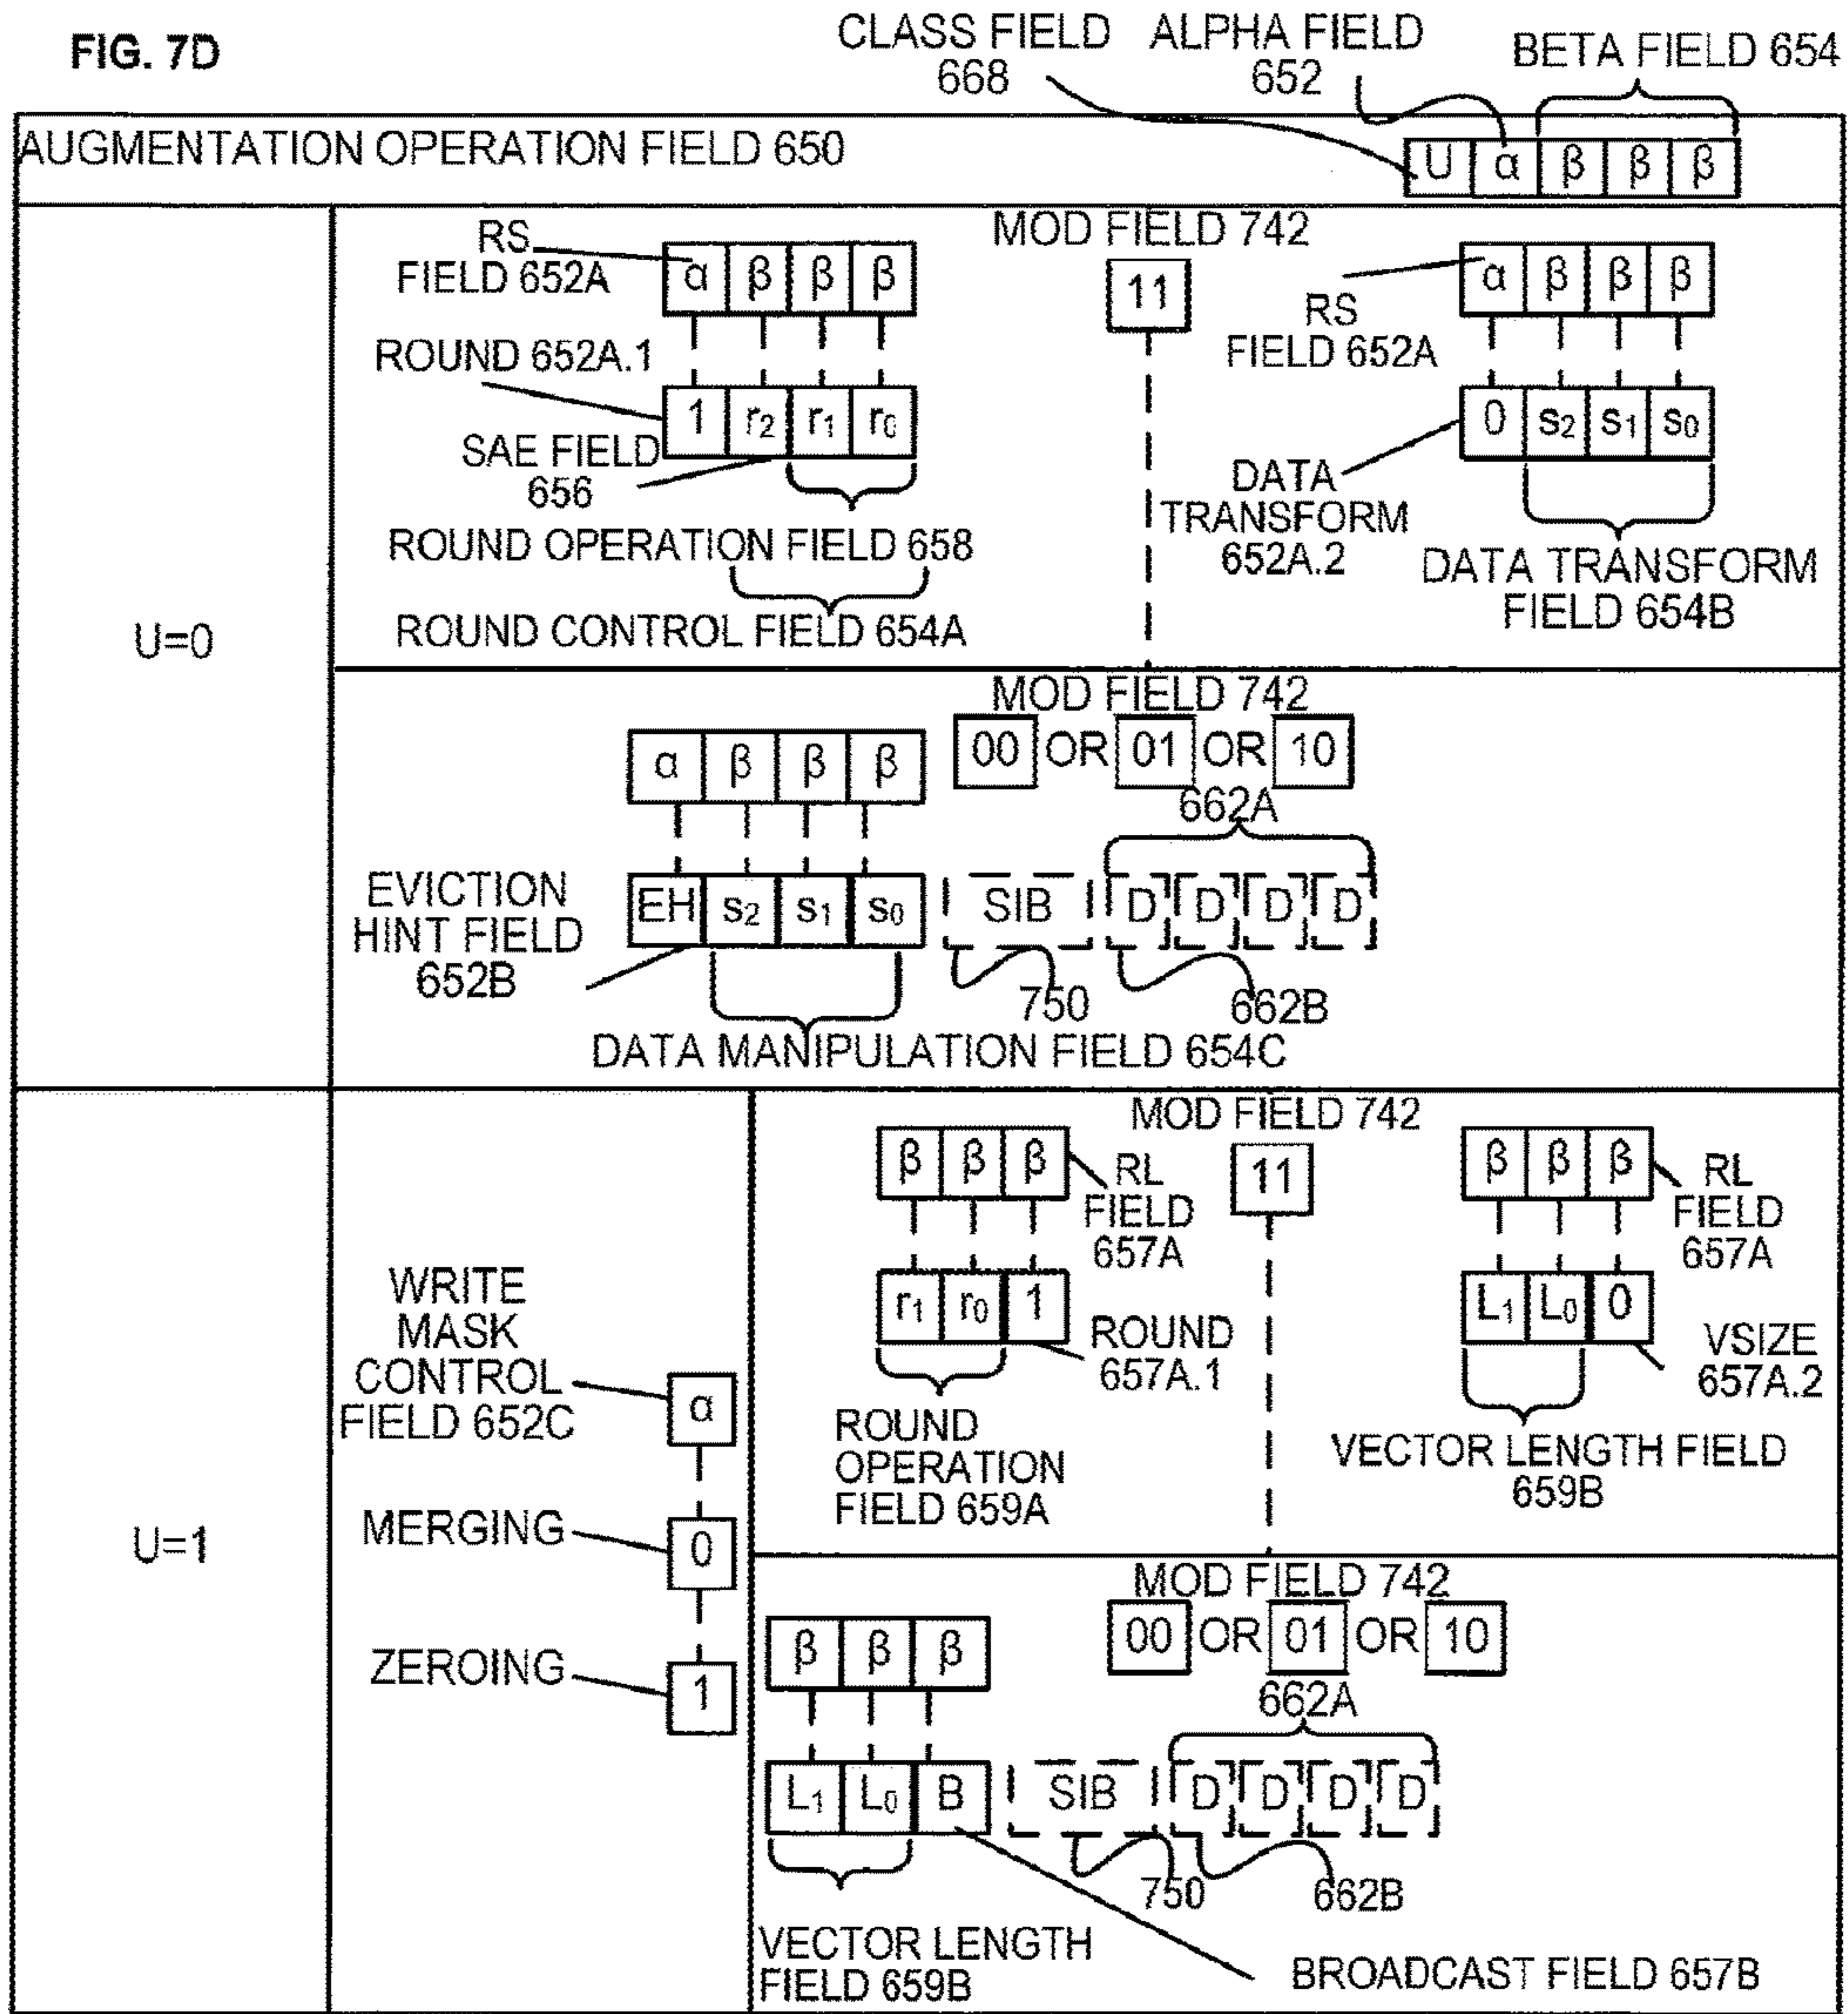 FIG. 7D
CLASS FIELD
668
ALPHA FIELD
652
BETA FIELD 654
AUGMENTATION OPERATION FIELD 650
U α β β β
U=0
RS
FIELD 652A
α β β β
MOD FIELD 742
11
α β β β
RS
FIELD 652A
ROUND 652A.1
1 r2 r1 r0
0 s2 s1 s0
SAE FIELD
656
DATA
TRANSFORM
652A.2
ROUND OPERATION FIELD 658
DATA TRANSFORM
FIELD 654B
ROUND CONTROL FIELD 654A
MOD FIELD 742
α β β β
00 OR 01 OR 10
662A
EVICTION
HINT FIELD
652B
EH s2 s1 s0 SIB D D D D
750
662B
DATA MANIPULATION FIELD 654C
U=1
WRITE
MASK
CONTROL
FIELD 652C
α
MERGING
0
ZEROING
1
MOD FIELD 742
β β β
RL
FIELD
657A
11
β β β
RL
FIELD
657A
r1 r0 1
ROUND
657A.1
L1 L0 0
VSIZE
657A.2
ROUND
OPERATION
FIELD 659A
VECTOR LENGTH FIELD
659B
MOD FIELD 742
β β β
00 OR 01 OR 10
662A
L1 L0 B SIB D D D D
750
662B
VECTOR LENGTH
FIELD 659B
BROADCAST FIELD 657B